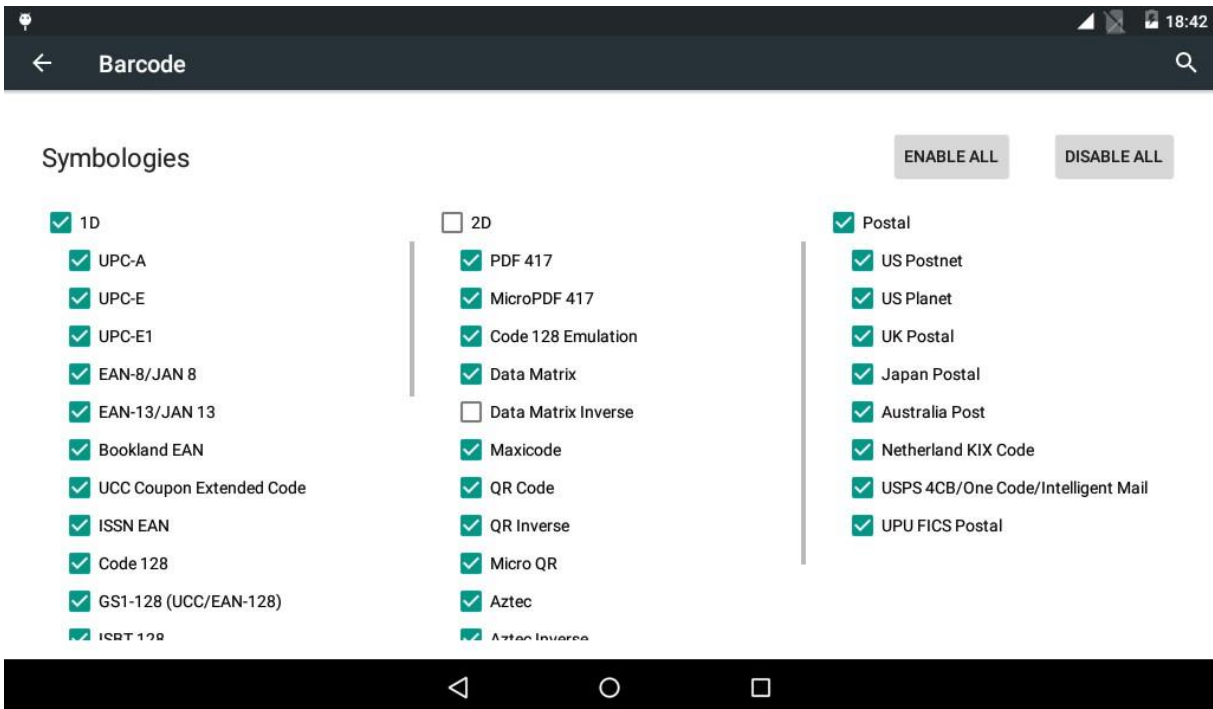 18:42
Barcode
Symbologies
ENABLE ALL
DISABLE ALL
1D
UPC-A
UPC-E
UPC-E1
EAN-8/JAN 8
EAN-13/JAN 13
Bookland EAN
UCC Coupon Extended Code
ISSN EAN
Code 128
GS1-128 (UCC/EAN-128)
ISBT 128
2D
PDF 417
MicroPDF 417
Code 128 Emulation
Data Matrix
Data Matrix Inverse
Maxicode
QR Code
QR Inverse
Micro QR
Aztec
Aztec Inverse
Postal
US Postnet
US Planet
UK Postal
Japan Postal
Australia Post
Netherland KIX Code
USPS 4CB/One Code/Intelligent Mail
UPU FICS Postal